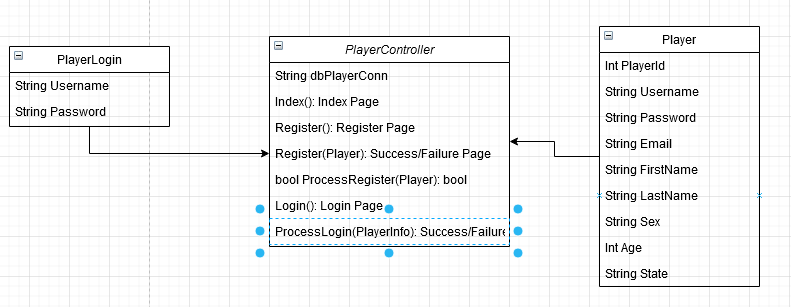 PlayerLogin
String Username
String Password
PlayerController
String dbPlayerConn
Index(): Index Page
Register(): Register Page
Register(Player): Success/Failure Page
bool ProcessRegister(Player): bool
Login(): Login Page
ProcessLogin(PlayerInfo): Success/Failure
Player
Int PlayerId
String Username
String Password
String Email
String FirstName
String LastName
String Sex
Int Age
String State